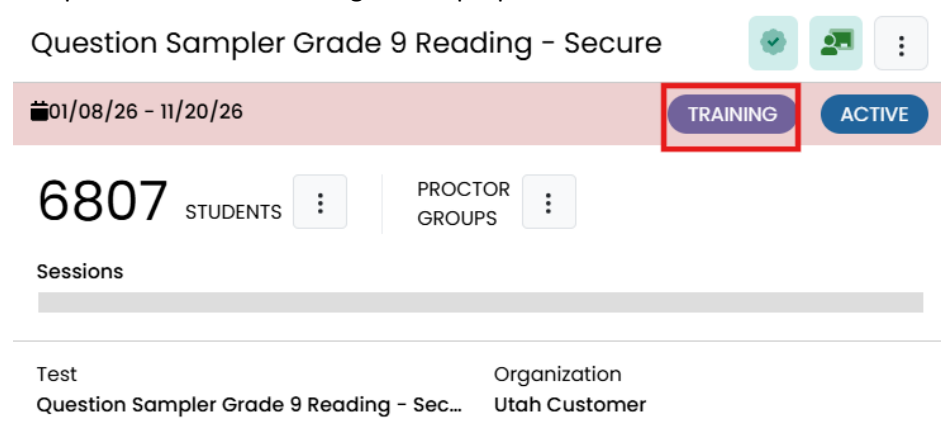 Question Sampler Grade 9 Reading - Secure
01/08/26 - 11/20/26 TRAINING ACTIVE
6807 STUDENTS PROCTOR GROUPS
Sessions
Test Organization
Question Sampler Grade 9 Reading - Sec... Utah Customer